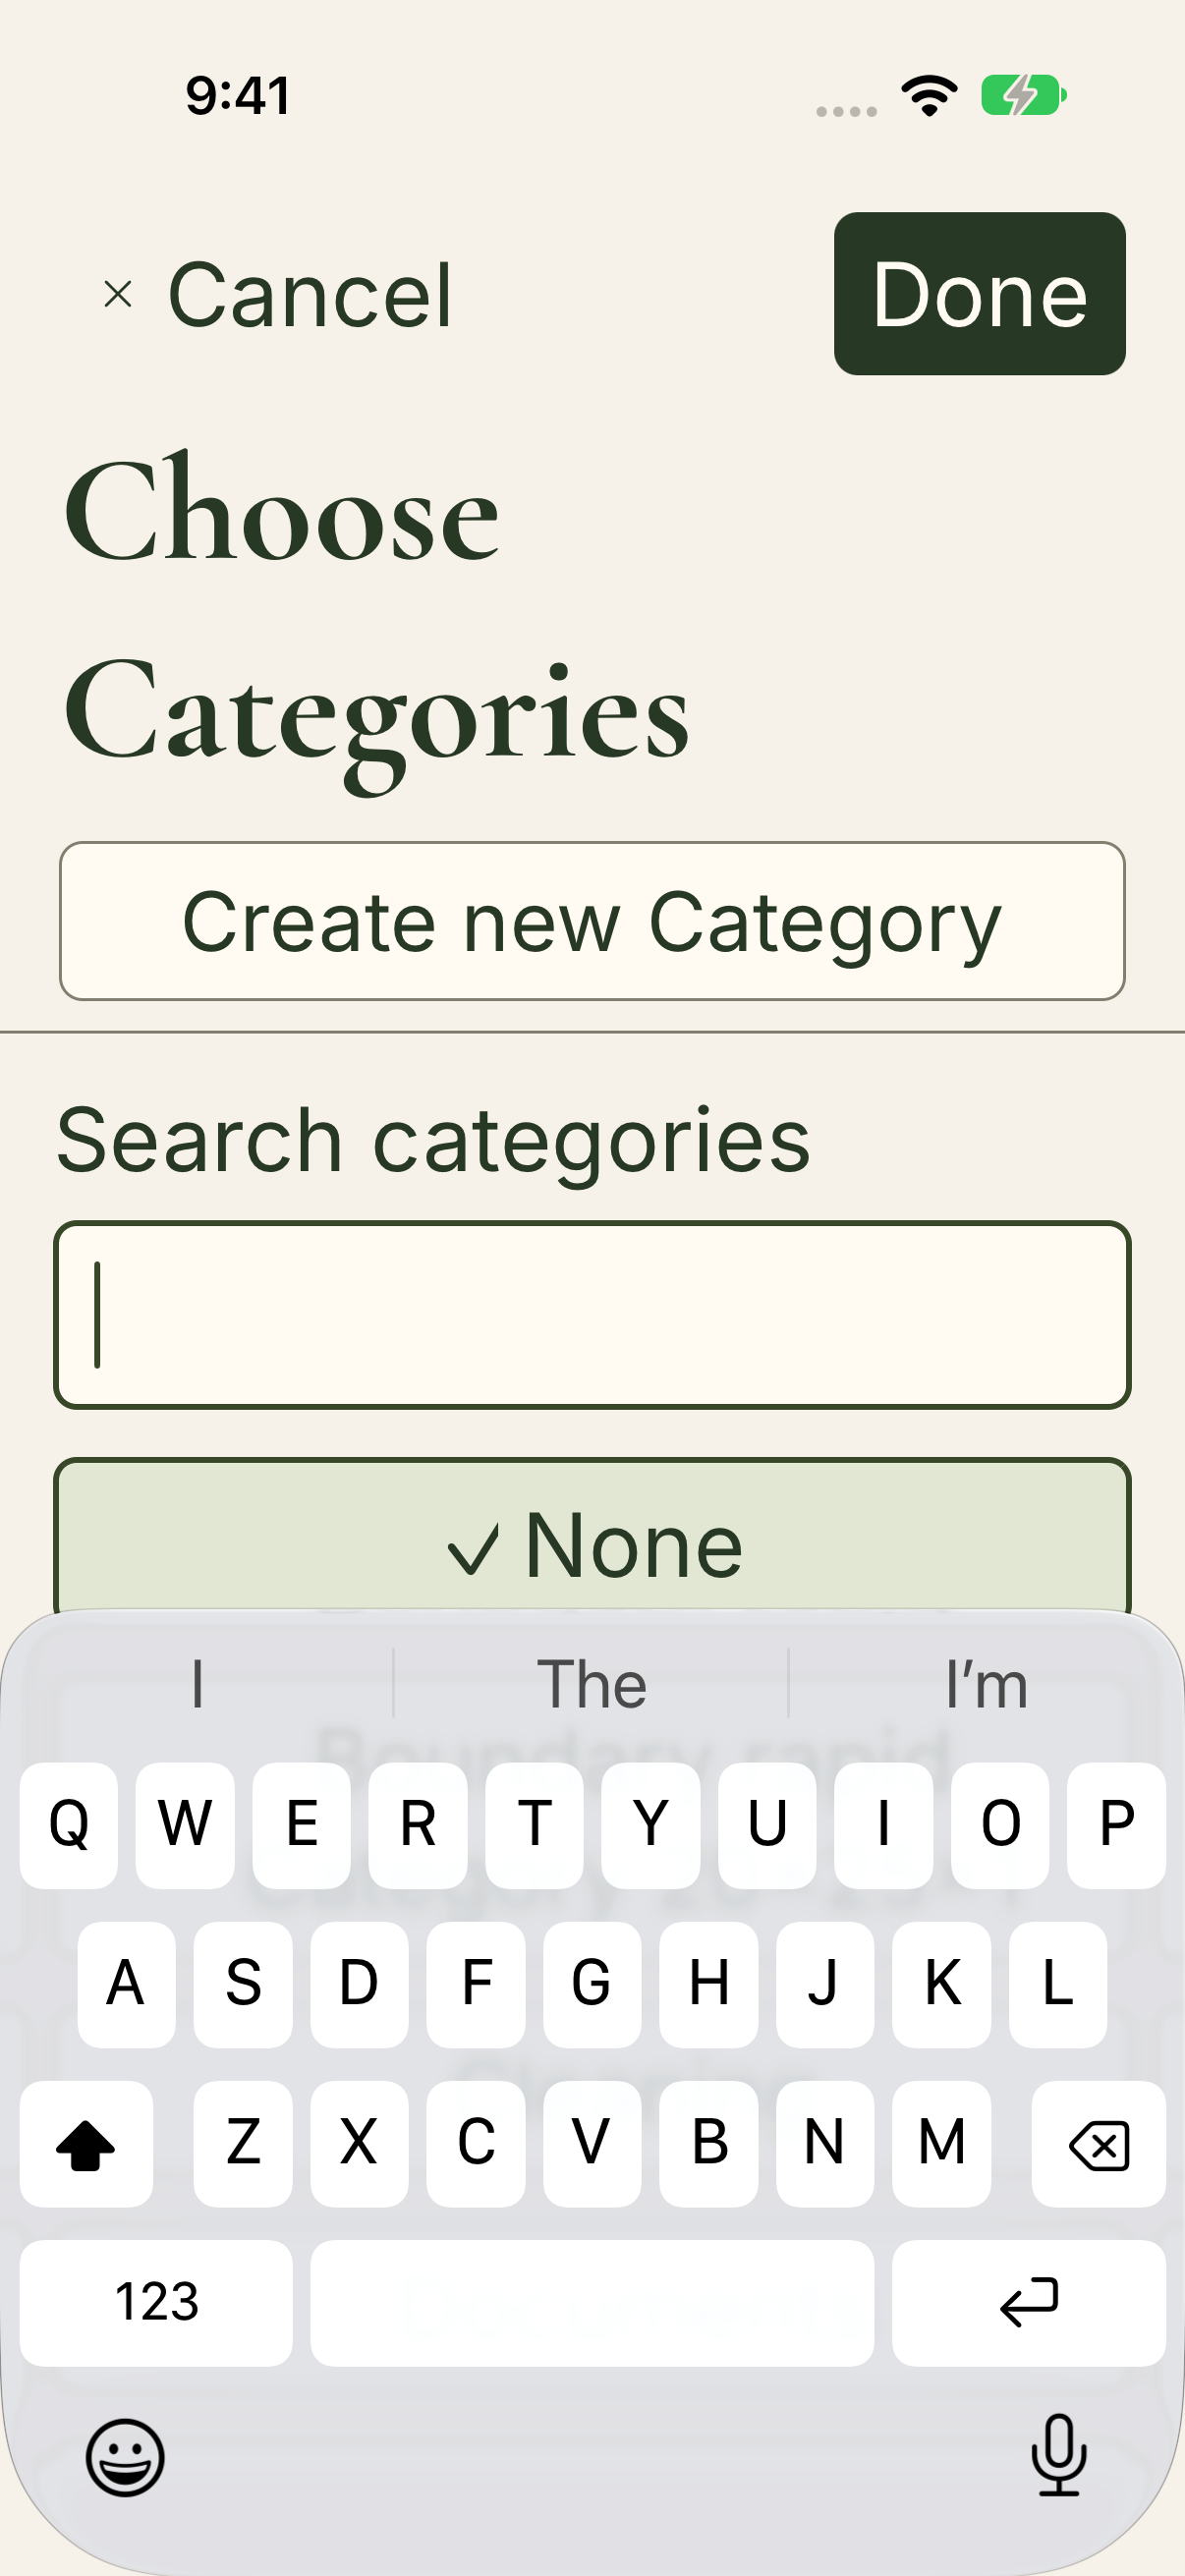 9:41
Cancel
Done
Choose
Categories
Create new Category
Search categories
None
I The I’m
Q W E R T Y U I O P
A S D F G H J K L
Z X C V B N M
123